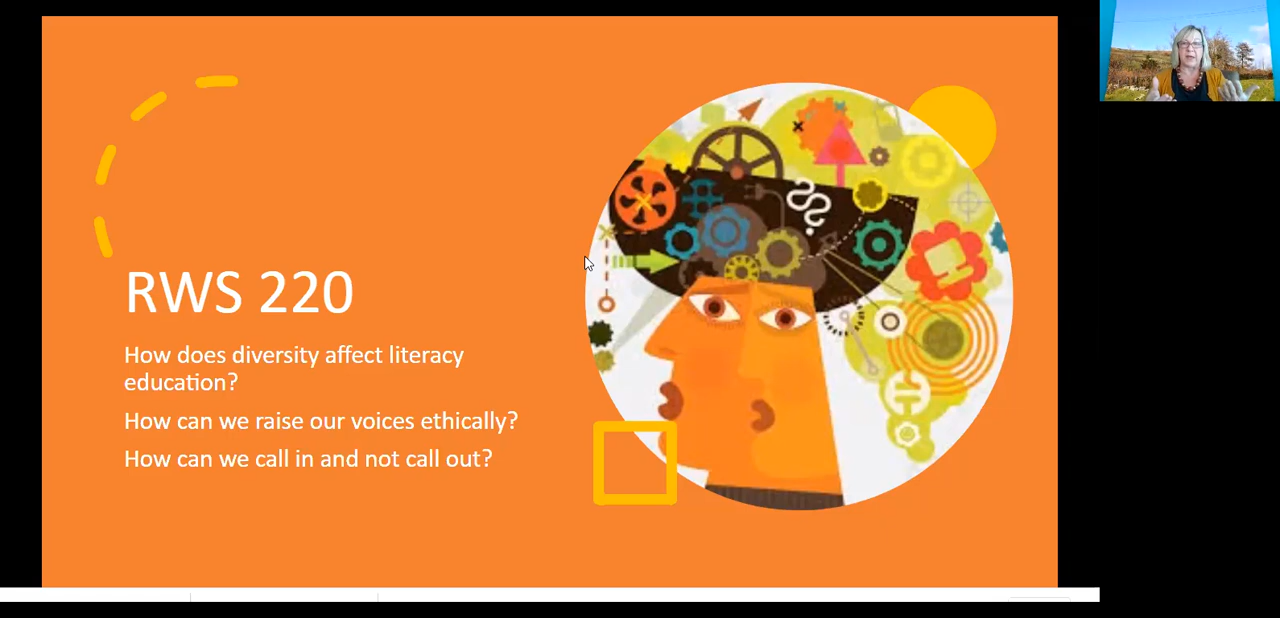 RWS 220
How does diversity affect literacy
education?
How can we raise our voices ethically?
How can we call in and not call out?